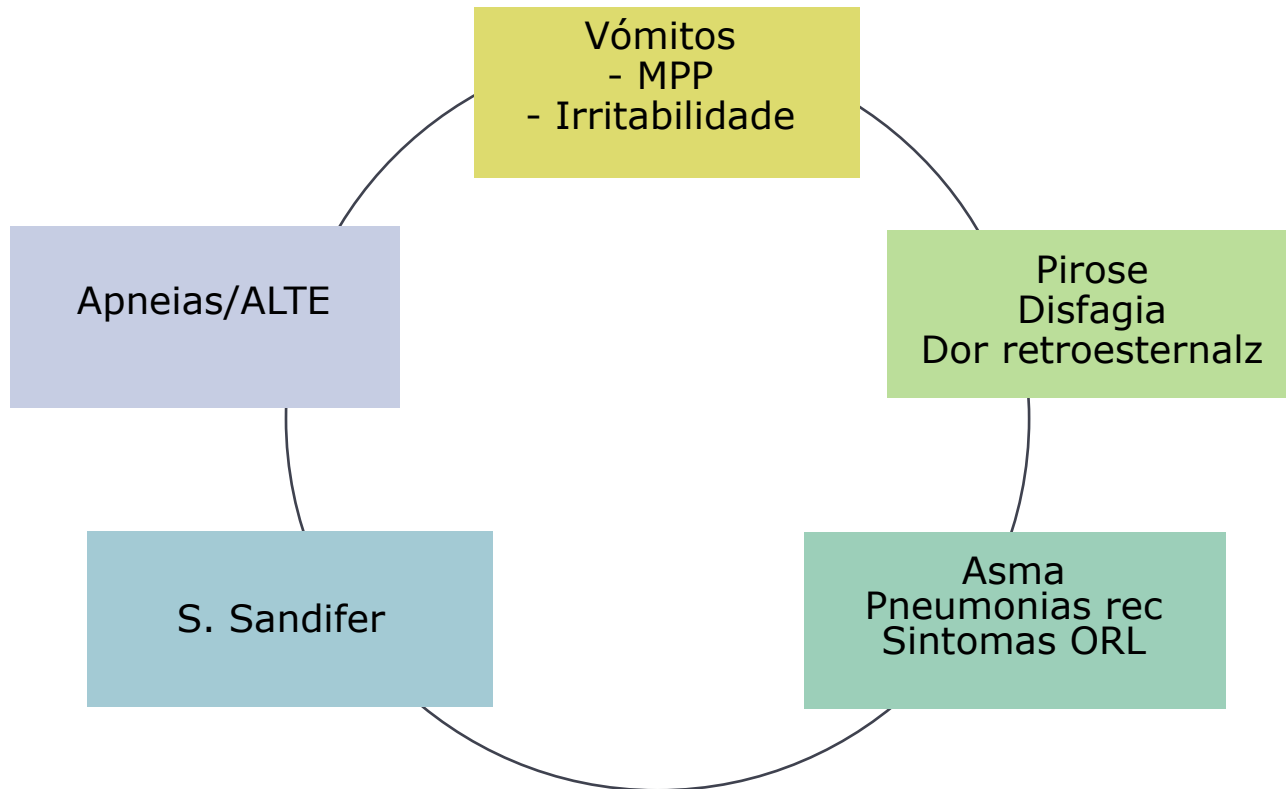 Vómitos
- MPP
- Irritabilidade
Pirose
Disfagia
Dor retroesternalz
Asma
Pneumonias rec
Sintomas ORL
S. Sandifer
Apneias/ALTE